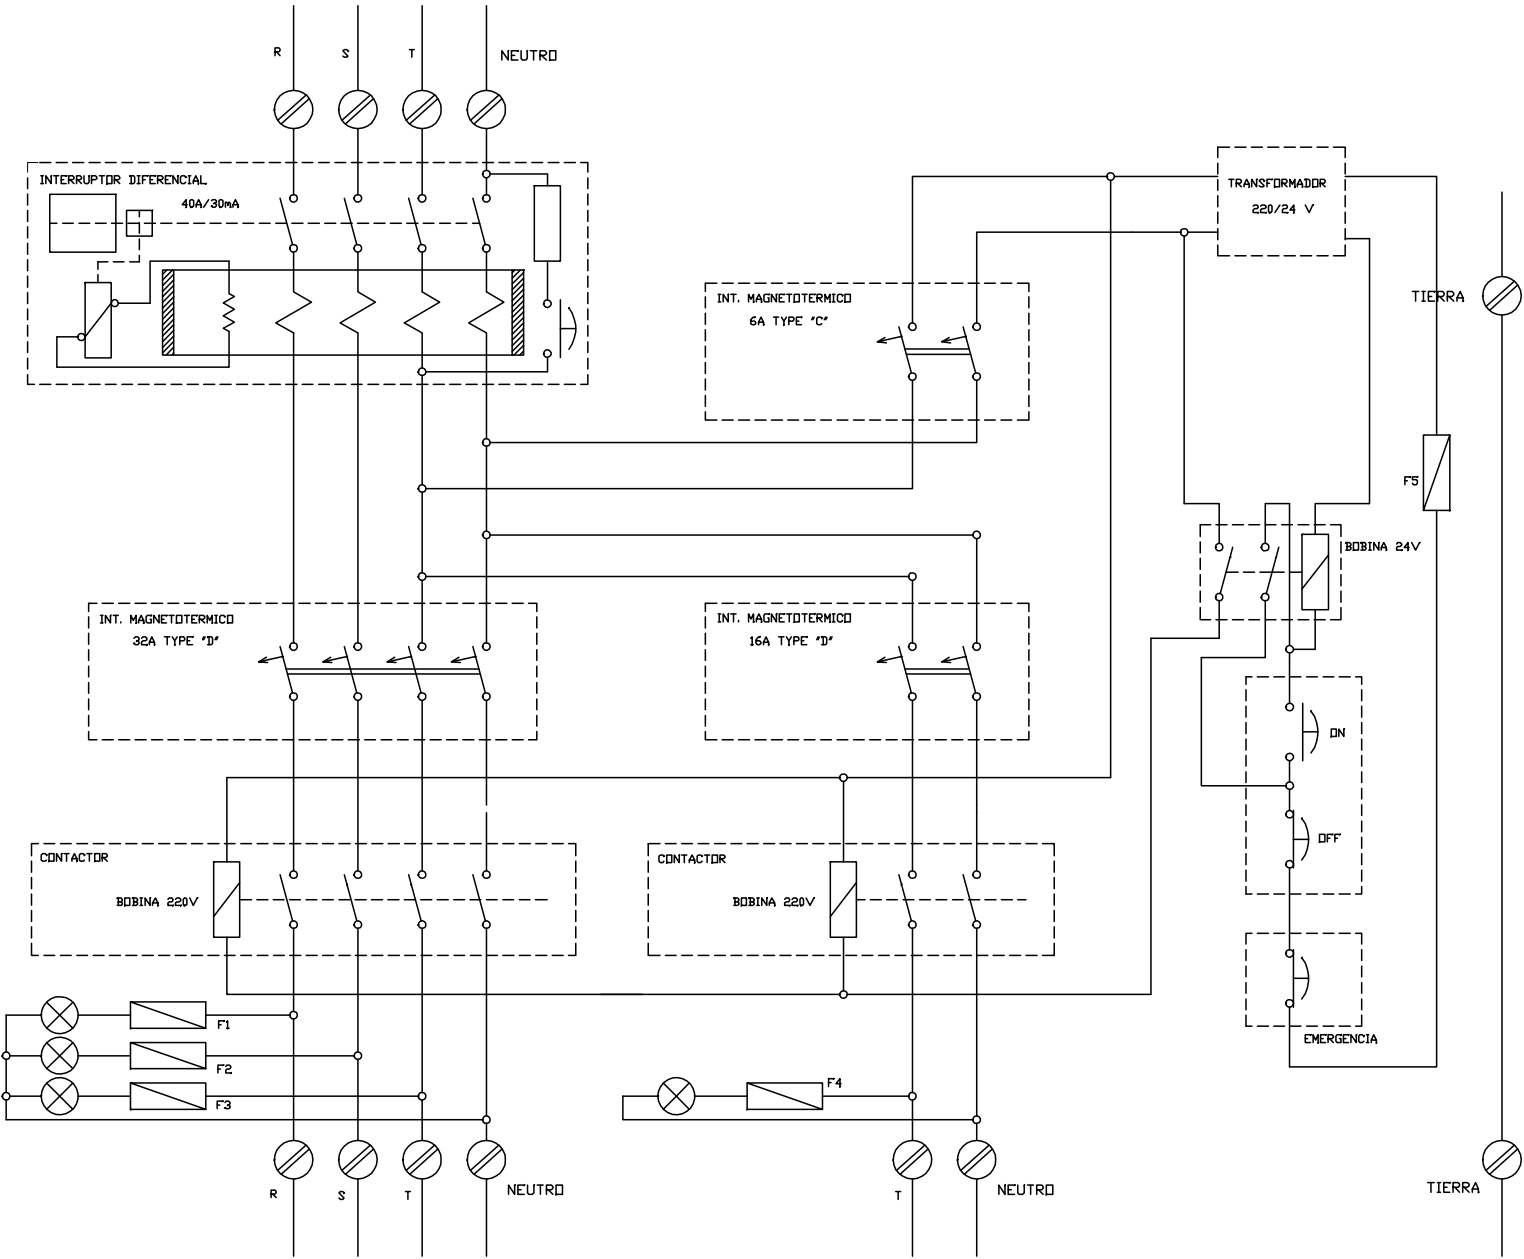 R
S
T
NEUTRO
INTERRUPTOR DIFERENCIAL
40A/30mA
TRANSFORMADOR
220/24 V
INT. MAGNETOTERMICO
6A TYPE "C"
TIERRA
F5
BOBINA 24V
INT. MAGNETOTERMICO
32A TYPE "D"
INT. MAGNETOTERMICO
16A TYPE "D"
ON
OFF
CONTACTOR
BOBINA 220V
CONTACTOR
BOBINA 220V
EMERGENCIA
F1
F2
F3
F4
R
S
T
NEUTRO
T
NEUTRO
TIERRA